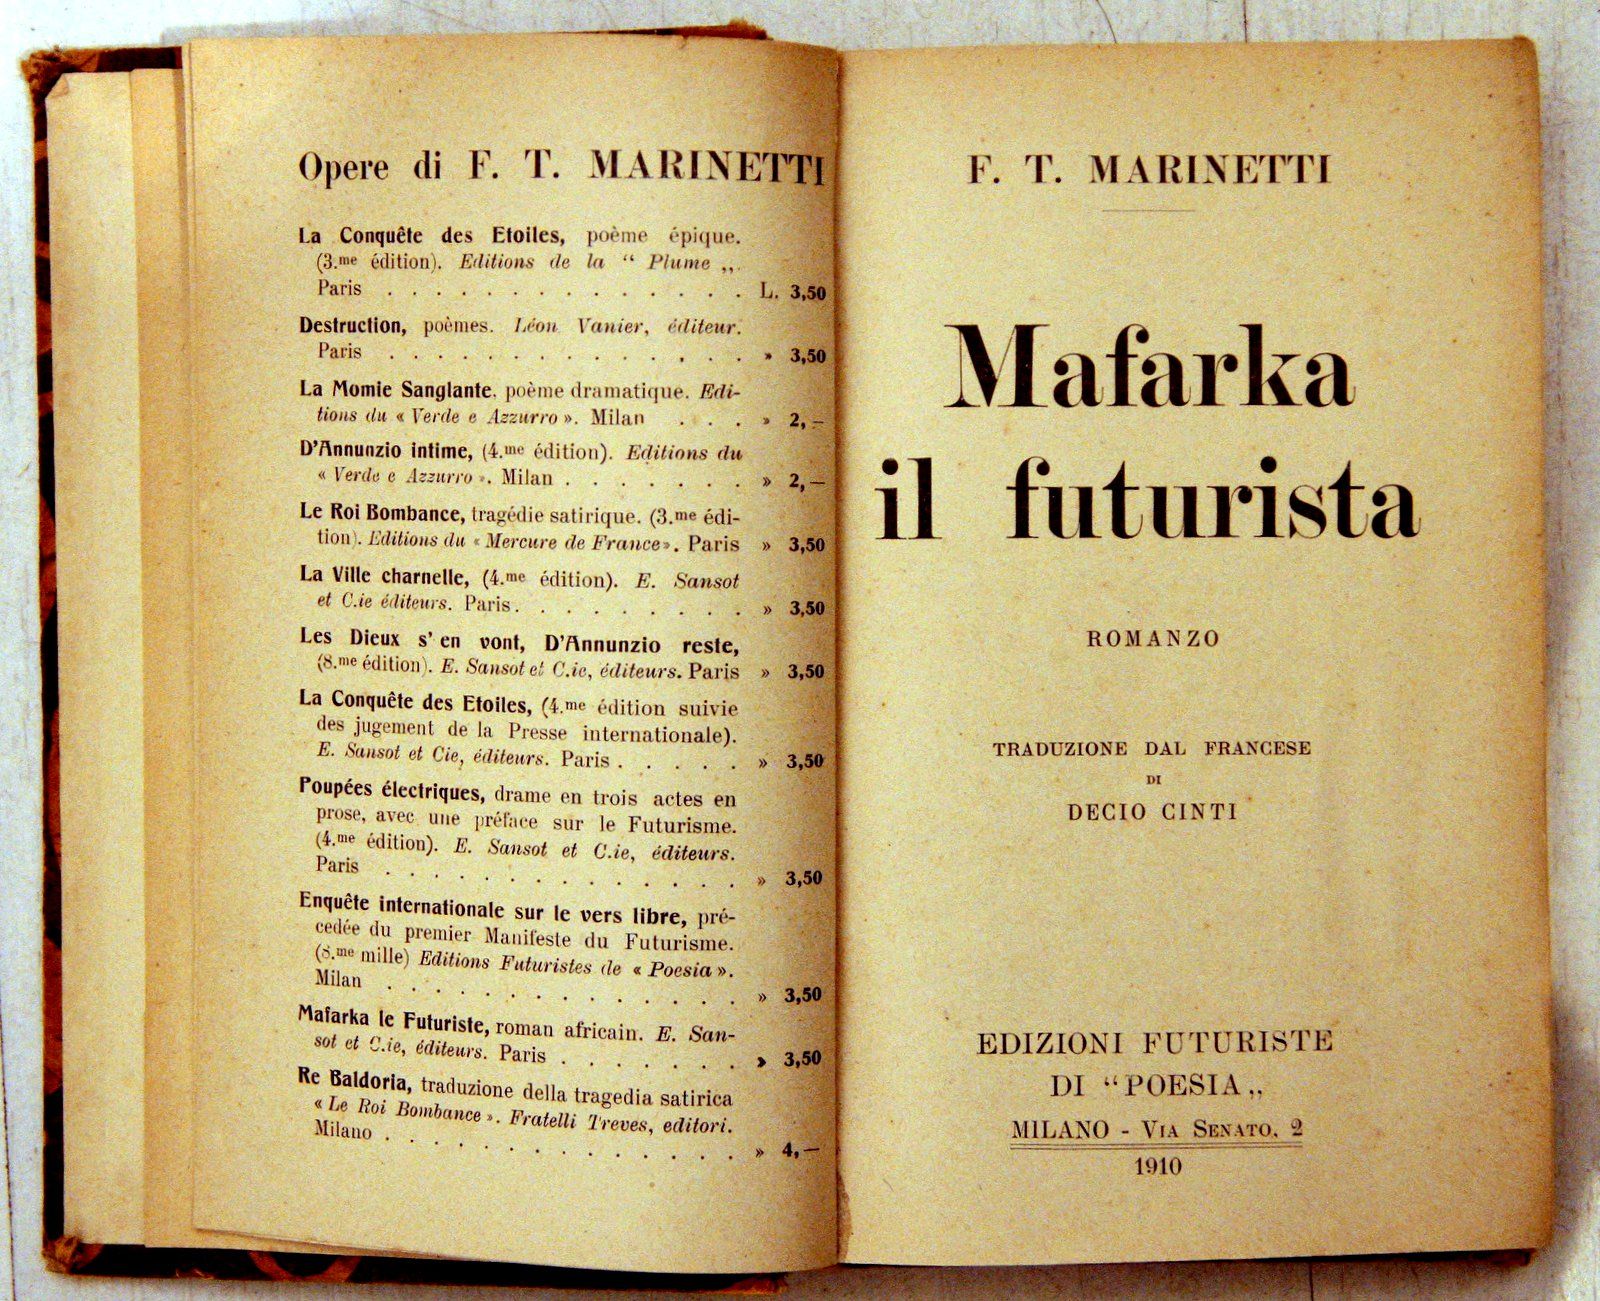 Opere di F. T. MARINETTI
La Conquête des Etoiles, poème épique.
(3.me édition). Editions de la “ Plume „.
Paris . . . . . . . . . . . . . . . L. 3,50
Destruction, poèmes. Léon Vanier, éditeur.
Paris . . . . . . . . . . . . . . . » 3,50
La Momie Sanglante, poème dramatique. Edi-
tions du « Verde e Azzurro ». Milan . . . » 2,—
D'Annunzio intime, (4.me édition). Editions du
« Verde e Azzurro ». Milan . . . . . . . » 2,—
Le Roi Bombance, tragédie satirique. (3.me édi-
tion). Editions du « Mercure de France ». Paris » 3,50
La Ville charnelle, (4.me édition). E. Sansot
et C.ie éditeurs. Paris . . . . . . . . . » 3,50
Les Dieux s' en vont, D'Annunzio reste,
(8.me édition). E. Sansot et C.ie, éditeurs. Paris » 3,50
La Conquête des Etoiles, (4.me édition suivie
des jugement de la Presse internationale).
E. Sansot et Cie, éditeurs. Paris . . . . . » 3,50
Poupées électriques, drame en trois actes en
prose, avec une préface sur le Futurisme.
(4.me édition). E. Sansot et C.ie, éditeurs.
Paris . . . . . . . . . . . . . . . » 3,50
Enquête internationale sur le vers libre, pré-
cedée du premier Manifeste du Futurisme.
(8.me mille) Editions Futuristes de « Poesia ».
Milan . . . . . . . . . . . . . . . » 3,50
Mafarka le Futuriste, roman africain. E. San-
sot et C.ie, éditeurs. Paris . . . . . . . » 3,50
Re Baldoria, traduzione della tragedia satirica
« Le Roi Bombance ». Fratelli Treves, editori.
Milano . . . . . . . . . . . . . . . » 4,—
F. T. MARINETTI
Mafarka
il futurista
ROMANZO
TRADUZIONE DAL FRANCESE
DI
DECIO CINTI
EDIZIONI FUTURISTE
DI “POESIA„
MILANO - VIA SENATO, 2
1910